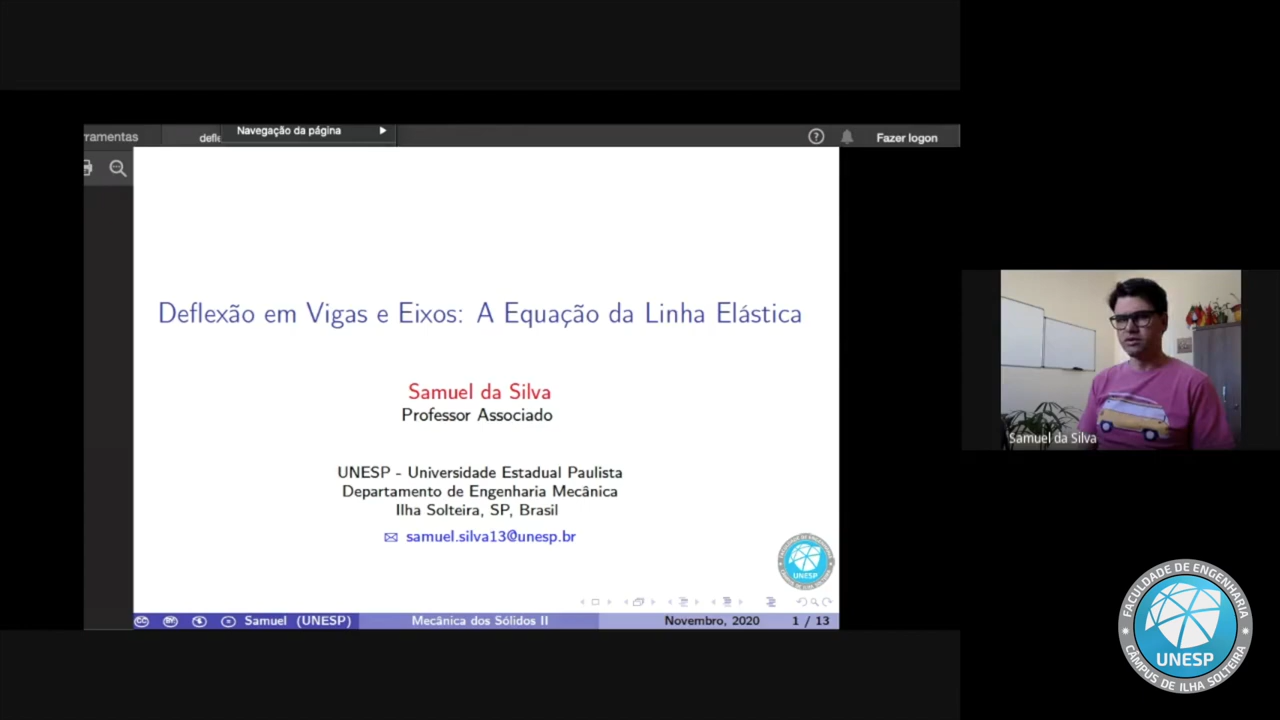 rramentas
defle
Navegação da página
Fazer logon
Deflexão em Vigas e Eixos: A Equação da Linha Elástica
Samuel da Silva
Professor Associado
UNESP - Universidade Estadual Paulista
Departamento de Engenharia Mecânica
Ilha Solteira, SP, Brasil
samuel.silva13@unesp.br
UNESP
Samuel (UNESP)
Mecânica dos Sólidos II
Novembro, 2020
1 / 13
Samuel da Silva
FACULDADE DE ENGENHARIA
UNESP
CÂMPUS DE ILHA SOLTEIRA